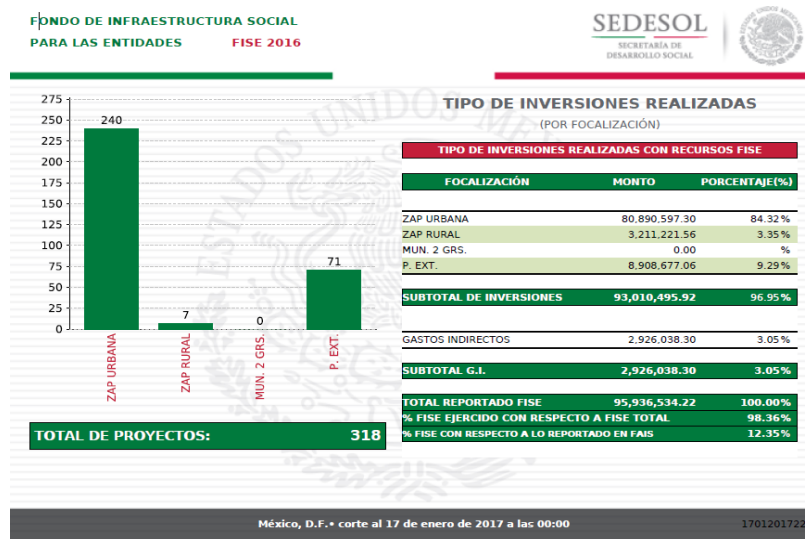 FONDO DE INFRAESTRUCTURA SOCIAL
PARA LAS ENTIDADES FISE 2016
SEDESOL
SECRETARÍA DE
DESARROLLO SOCIAL
275
250
225
200
175
150
125
100
75
50
25
0
240
7
0
71
ZAP URBANA
ZAP RURAL
MUN. 2 GRS.
P. EXT.
TOTAL DE PROYECTOS: 318
TIPO DE INVERSIONES REALIZADAS
(POR FOCALIZACIÓN)
TIPO DE INVERSIONES REALIZADAS CON RECURSOS FISE
FOCALIZACIÓN MONTO PORCENTAJE(%)
ZAP URBANA 80,890,597.30 84.32%
ZAP RURAL 3,211,221.56 3.35%
MUN. 2 GRS. 0.00 %
P. EXT. 8,908,677.06 9.29%
SUBTOTAL DE INVERSIONES 93,010,495.92 96.95%
GASTOS INDIRECTOS 2,926,038.30 3.05%
SUBTOTAL G.I. 2,926,038.30 3.05%
TOTAL REPORTADO FISE 95,936,534.22 100.00%
% FISE EJERCIDO CON RESPECTO A FISE TOTAL 98.36%
% FISE CON RESPECTO A LO REPORTADO EN FAIS 12.35%
México, D.F.• corte al 17 de enero de 2017 a las 00:00
1701201722